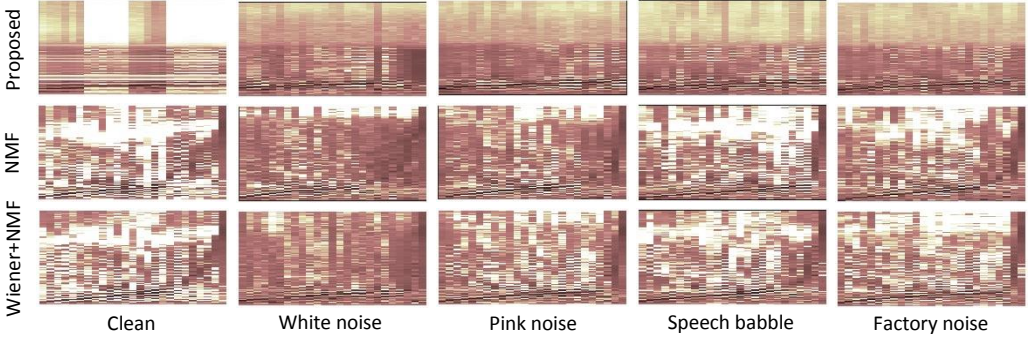 Proposed
NMF
Wiener+NMF
Clean White noise Pink noise Speech babble Factory noise